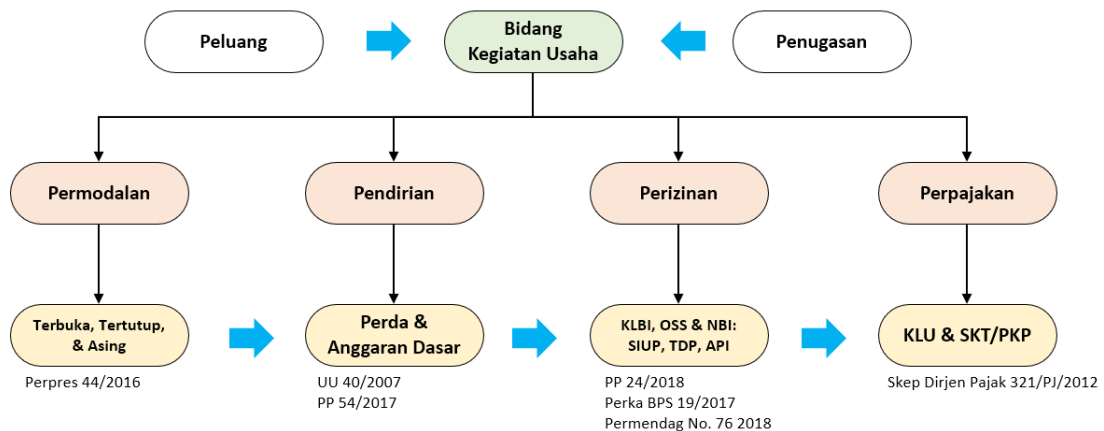 Peluang
Bidang
Kegiatan Usaha
Penugasan
Permodalan
Pendirian
Perizinan
Perpajakan
Terbuka, Tertutup,
& Asing
Perda &
Anggaran Dasar
KLBI, OSS & NBI:
SIUP, TDP, API
KLU & SKT/PKP
Perpres 44/2016
UU 40/2007
PP 54/2017
PP 24/2018
Perka BPS 19/2017
Permendag No. 76 2018
Skep Dirjen Pajak 321/PJ/2012